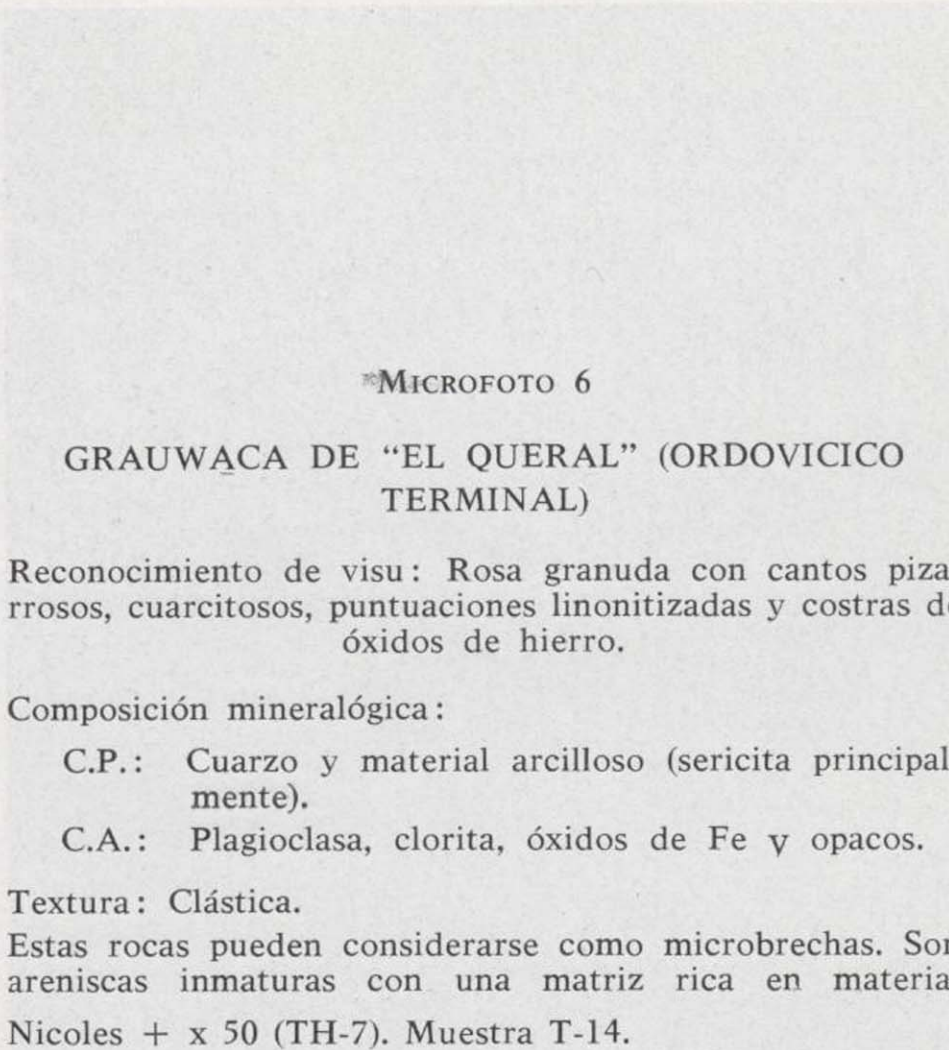 MICROFOTO 6
GRAUWACA DE “EL QUERAL” (ORDOVICICO
TERMINAL)
Reconocimiento de visu: Rosa granuda con cantos piza
rrosos, cuarcitosos, puntuaciones linonitizadas y costras d
óxidos de hierro.
Composición mineralógica:
C.P.: Cuarzo y material arcilloso (sericita principal
mente).
C.A.: Plagioclasa, clorita, óxidos de Fe y opacos.
Textura: Clástica.
Estas rocas pueden considerarse como microbrechas. So
areniscas inmaturas con una matriz rica en materia
Nicoles + x 50 (TH-7). Muestra T-14.